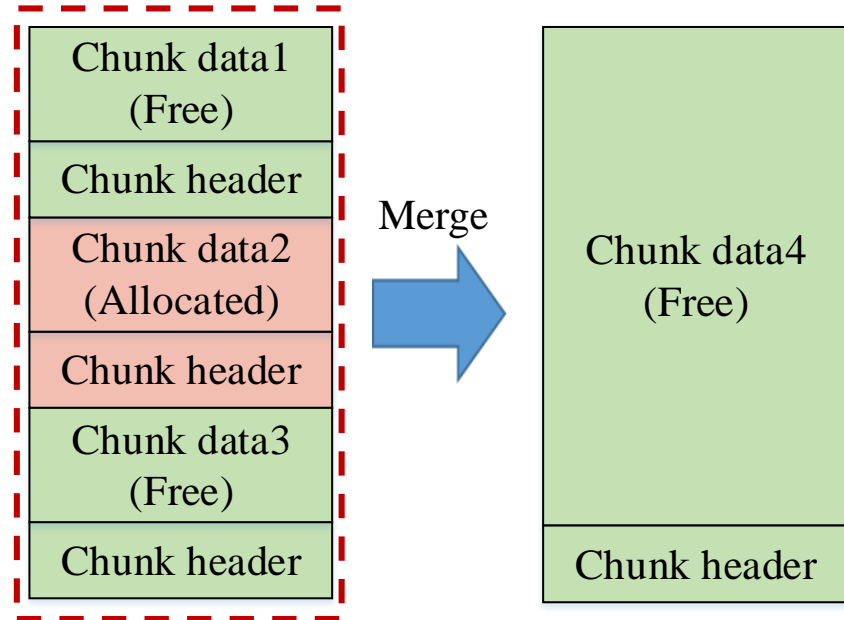 Chunk data1
(Free)
Chunk header
Chunk data2
(Allocated)
Chunk header
Chunk data3
(Free)
Chunk header
Merge
Chunk data4
(Free)
Chunk header